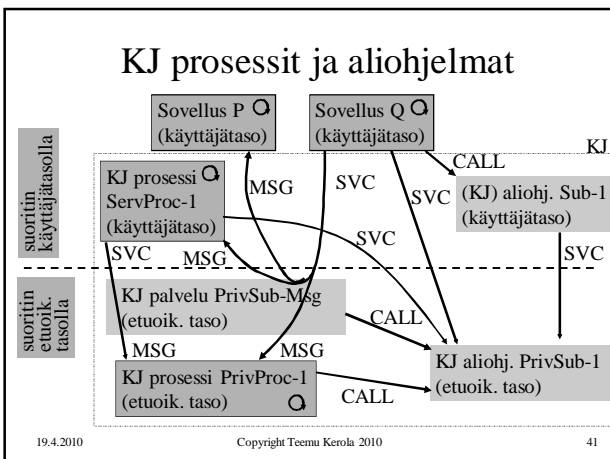 KJ prosessit ja aliohjelmat
Sovellus P
(käyttäjätaso)
Sovellus Q
(käyttäjätaso)
KJ
suoritin
käyttäjätasolla
KJ prosessi
ServProc-1
(käyttäjätaso)
MSG
SVC
SVC
CALL
(KJ) aliohj. Sub-1
(käyttäjätaso)
SVC
MSG
SVC
SVC
suoritin
etuoik.
tasolla
KJ palvelu PrivSub-Msg
(etuoik. taso)
CALL
MSG
MSG
KJ prosessi PrivProc-1
(etuoik. taso)
CALL
KJ aliohj. PrivSub-1
(etuoik. taso)
19.4.2010
Copyright Teemu Kerola 2010
41